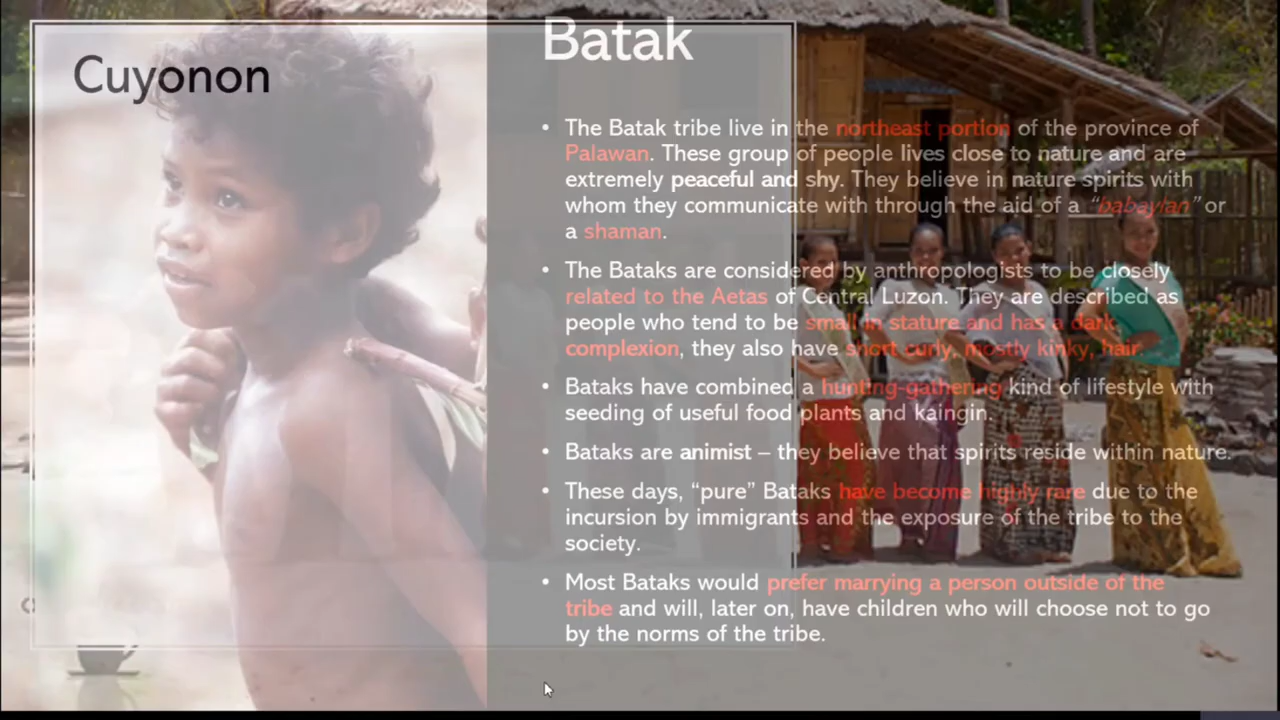 Batak
Cuyonon
• The Batak tribe live in the northeast portion of the province of
Palawan. These group of people lives close to nature and are
extremely peaceful and shy. They believe in nature spirits with
whom they communicate with through the aid of a “babaylan” or
a shaman.
• The Bataks are considered by anthropologists to be closely
related to the Aetas of Central Luzon. They are described as
people who tend to be small in stature and has a dark
complexion, they also have short curly, mostly kinky, hair
• Bataks have combined a hunting-gathering kind of lifestyle with
seeding of useful food plants and kaingin.
• Bataks are animist – they believe that spirits reside within nature.
• These days, “pure” Bataks have become highly rare due to the
incursion by immigrants and the exposure of the tribe to the
society.
• Most Bataks would prefer marrying a person outside of the
tribe and will, later on, have children who will choose not to go
by the norms of the tribe.